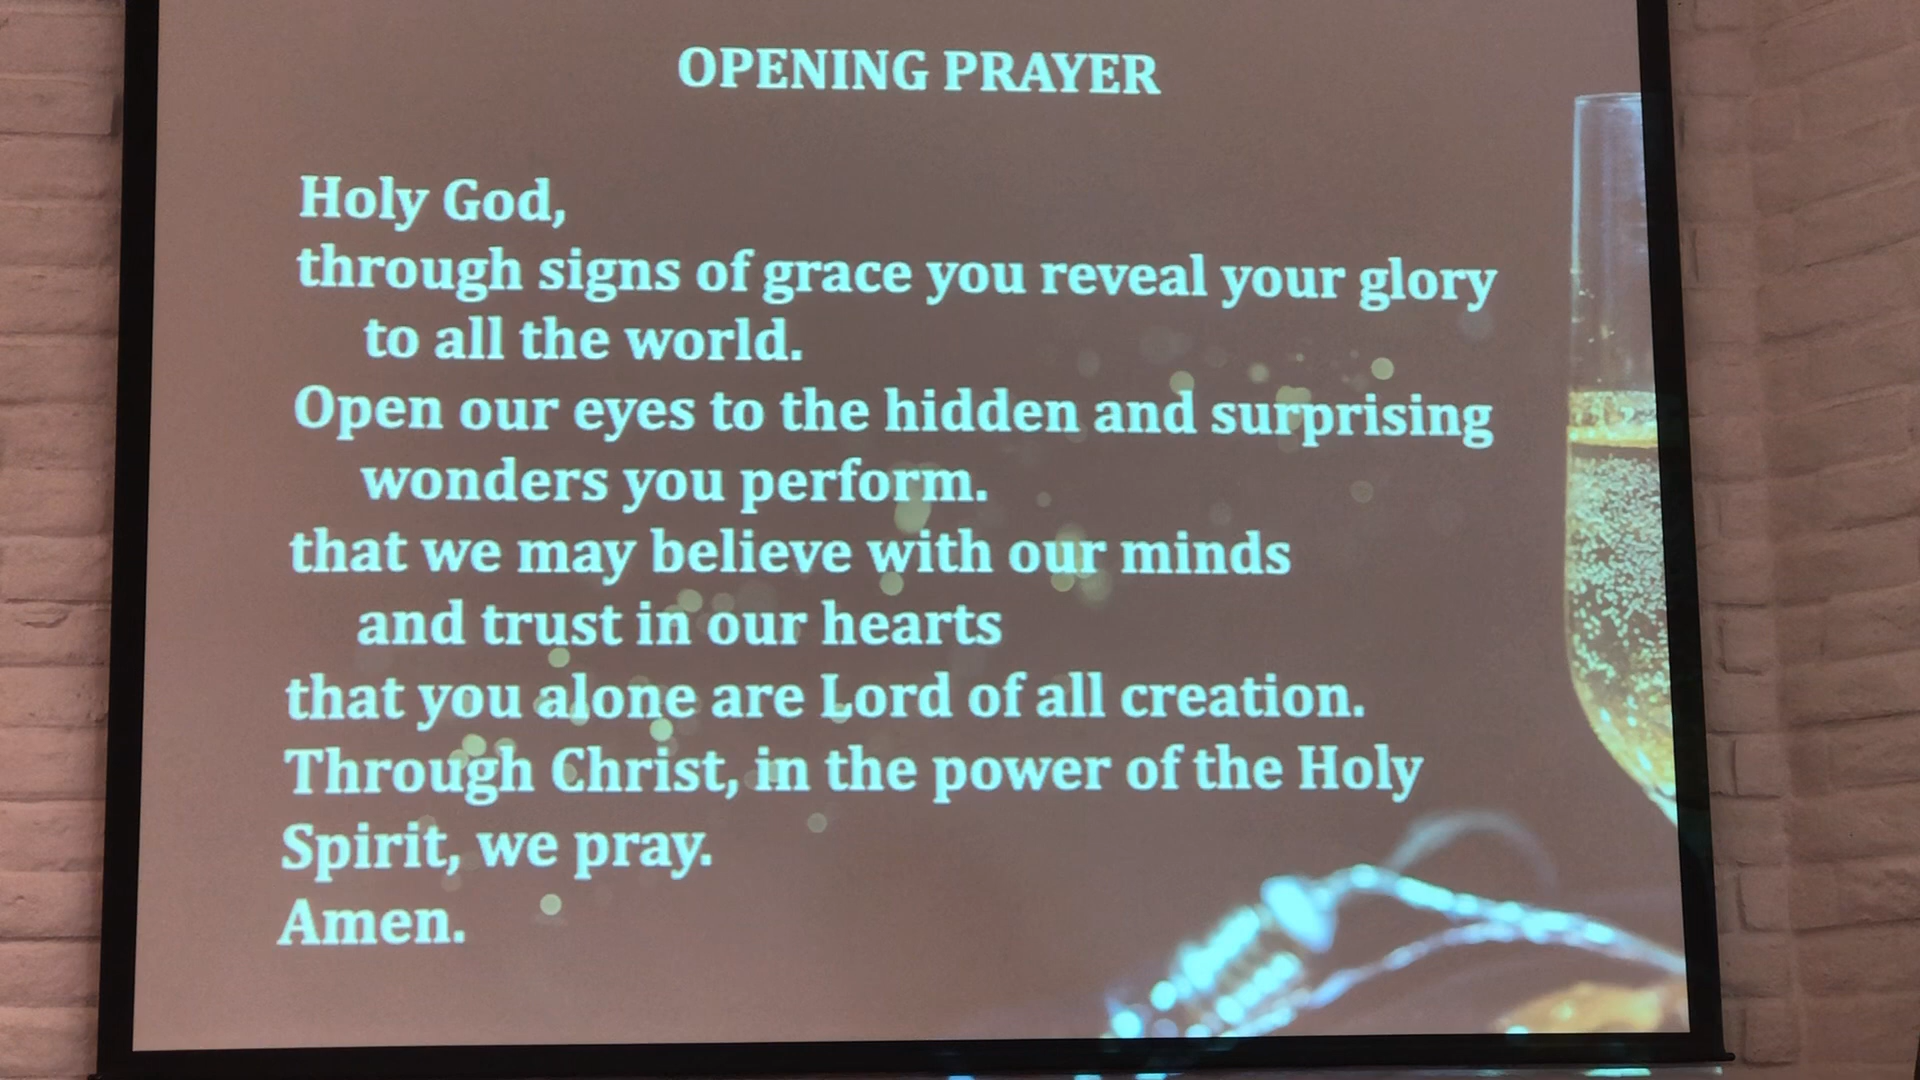 OPENING PRAYER
Holy God,
through signs of grace you reveal your glory
to all the world.
Open our eyes to the hidden and surprising
wonders you perform.
that we may believe with our minds
and trust in our hearts
that you alone are Lord of all creation.
Through Christ, in the power of the Holy
Spirit, we pray.
Amen.